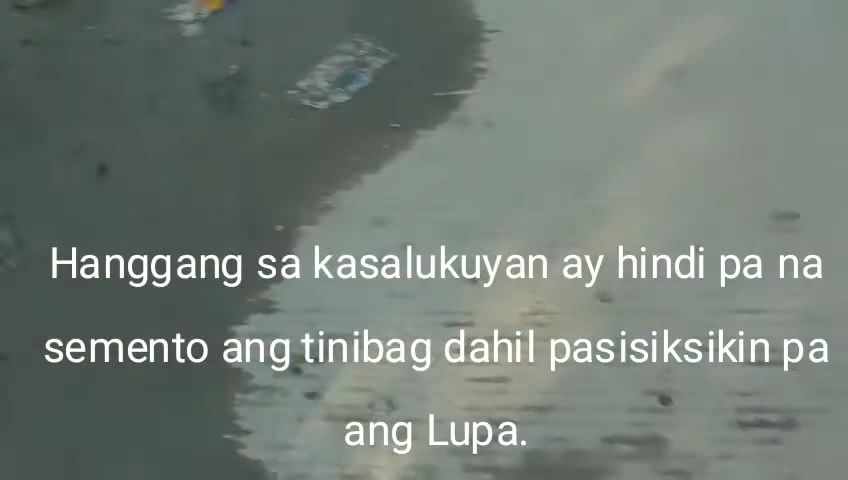 Hanggang sa kasalukuyan ay hindi pa na
semento ang tinibag dahil pasisiksikin pa
ang Lupa.